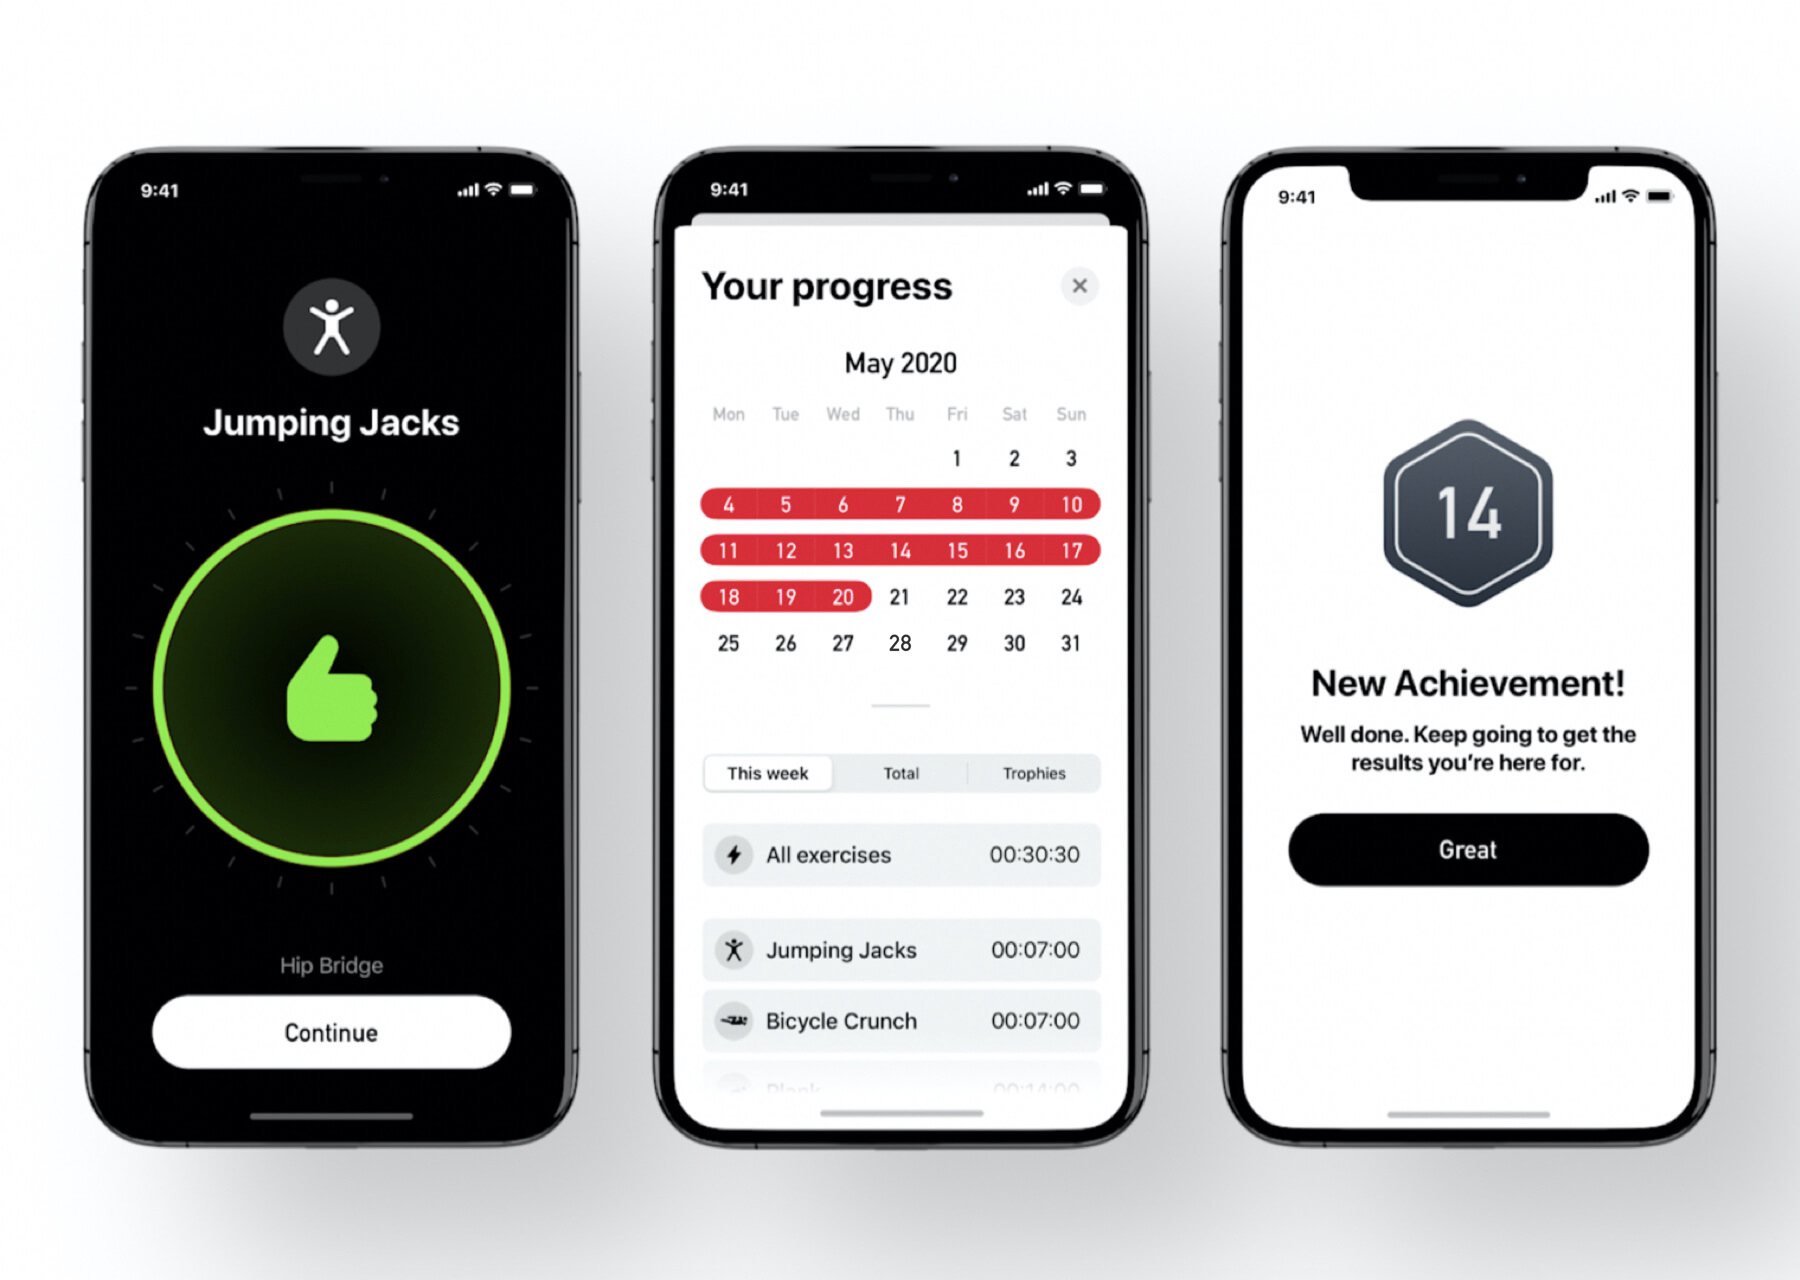 9:41
Jumping Jacks
Hip Bridge
Continue
9:41
Your progress
May 2020
Mon Tue Wed Thu Fri Sat Sun
1 2 3
4 5 6 7 8 9 10
11 12 13 14 15 16 17
18 19 20 21 22 23 24
25 26 27 28 29 30 31
This week Total Trophies
All exercises 00:30:30
Jumping Jacks 00:07:00
Bicycle Crunch 00:07:00
Plank 00:14:00
9:41
14
New Achievement!
Well done. Keep going to get the
results you're here for.
Great